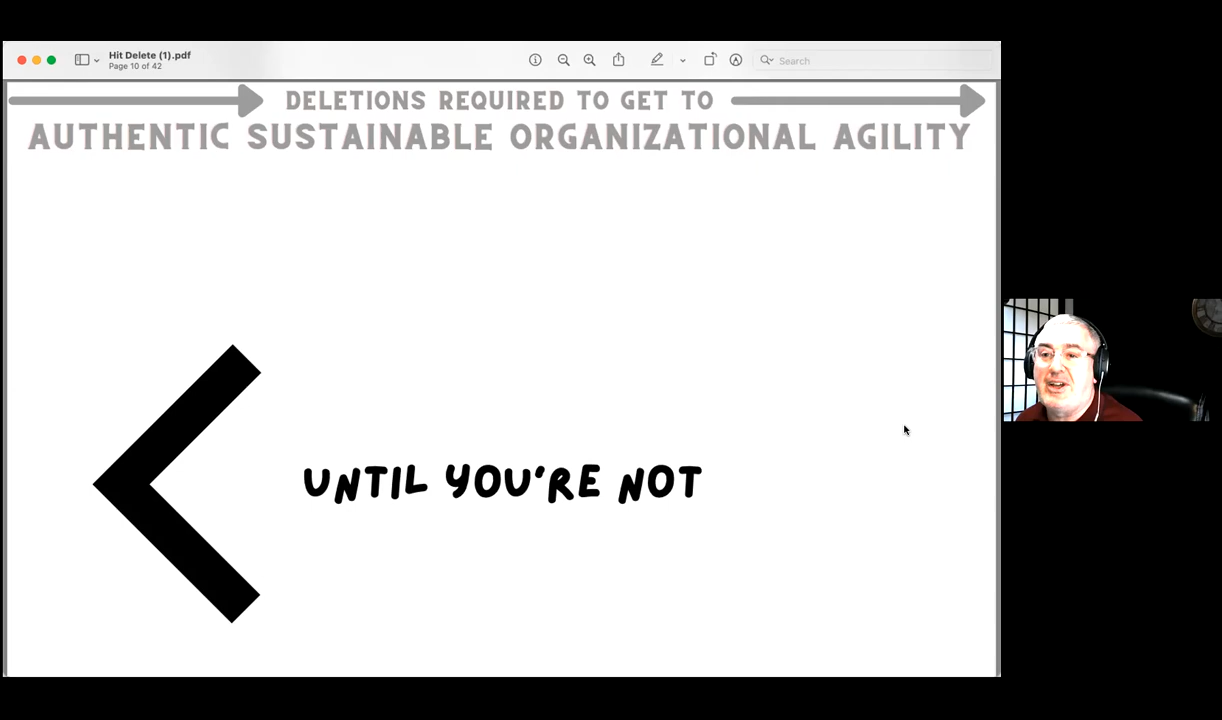 Hit Delete (1).pdf
Page 10 of 42
Search
DELETIONS REQUIRED TO GET TO
AUTHENTIC SUSTAINABLE ORGANIZATIONAL AGILITY
UNTIL YOU'RE NOT